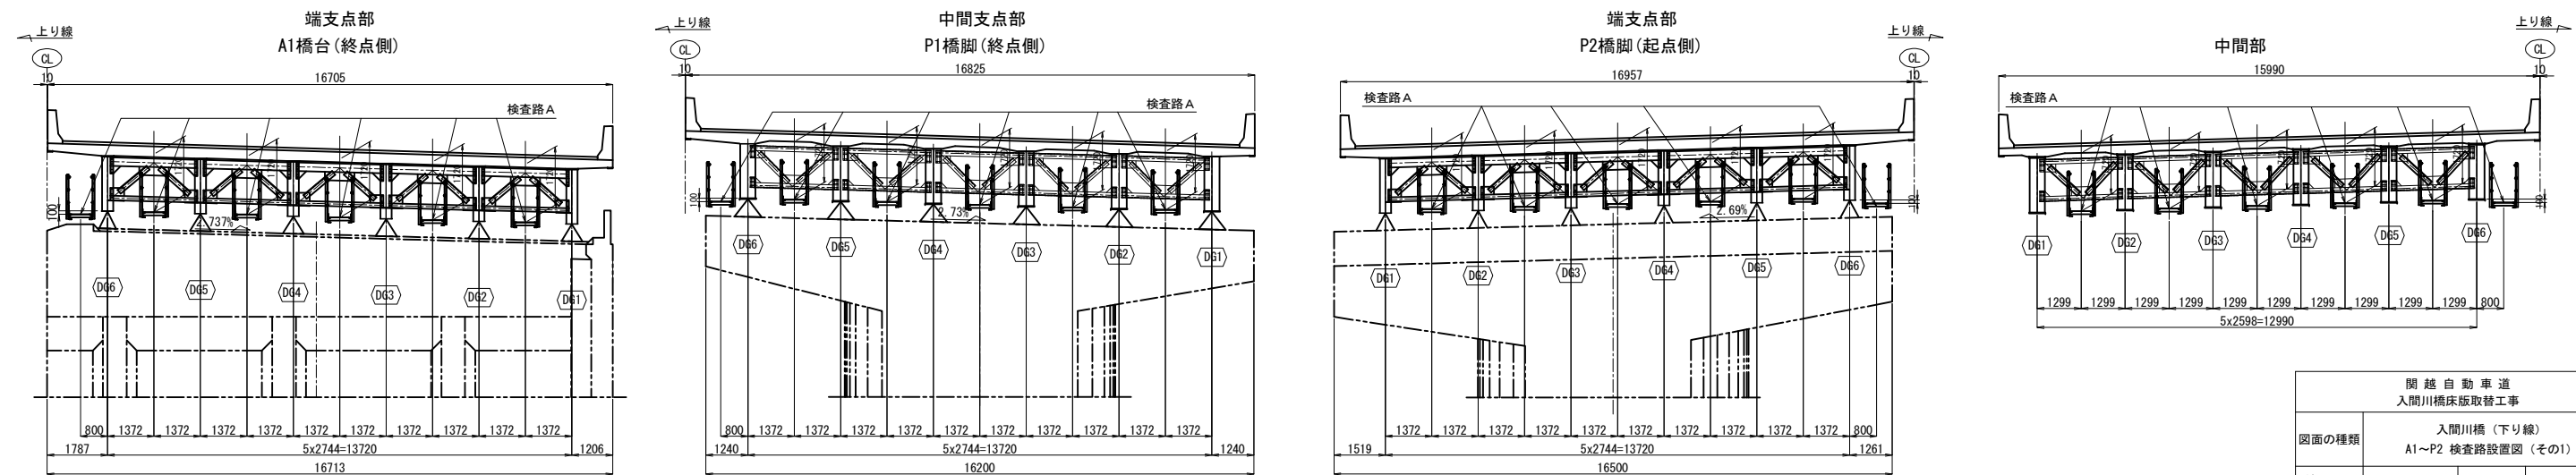 端支点部
A1橋台(終点側)
上り線
CL
10
16705
検査路A
100
2.737%
DG6
DG5
DG4
DG3
DG2
DG1
800
1372
1372
1372
1372
1372
1372
1372
1372
1372
1372
1787
5x2744=13720
1206
16713
中間支点部
P1橋脚(終点側)
上り線
CL
10
16825
検査路A
100
2.73%
DG6
DG5
DG4
DG3
DG2
DG1
800
1372
1372
1372
1372
1372
1372
1372
1372
1372
1372
1240
5x2744=13720
1240
16200
端支点部
P2橋脚(起点側)
上り線
CL
16957
10
検査路A
100
2.69%
DG1
DG2
DG3
DG4
DG5
DG6
1372
1372
1372
1372
1372
1372
1372
1372
1372
1372
800
1519
5x2744=13720
1261
16500
中間部
上り線
CL
15990
10
検査路A
100
DG1
DG2
DG3
DG4
DG5
DG6
1299
1299
1299
1299
1299
1299
1299
1299
1299
1299
800
5x2598=12990
関越自動車道
入間川橋床版取替工事
図面の種類
入間川橋(下り線)
A1～P2 検査路設置図(その1)